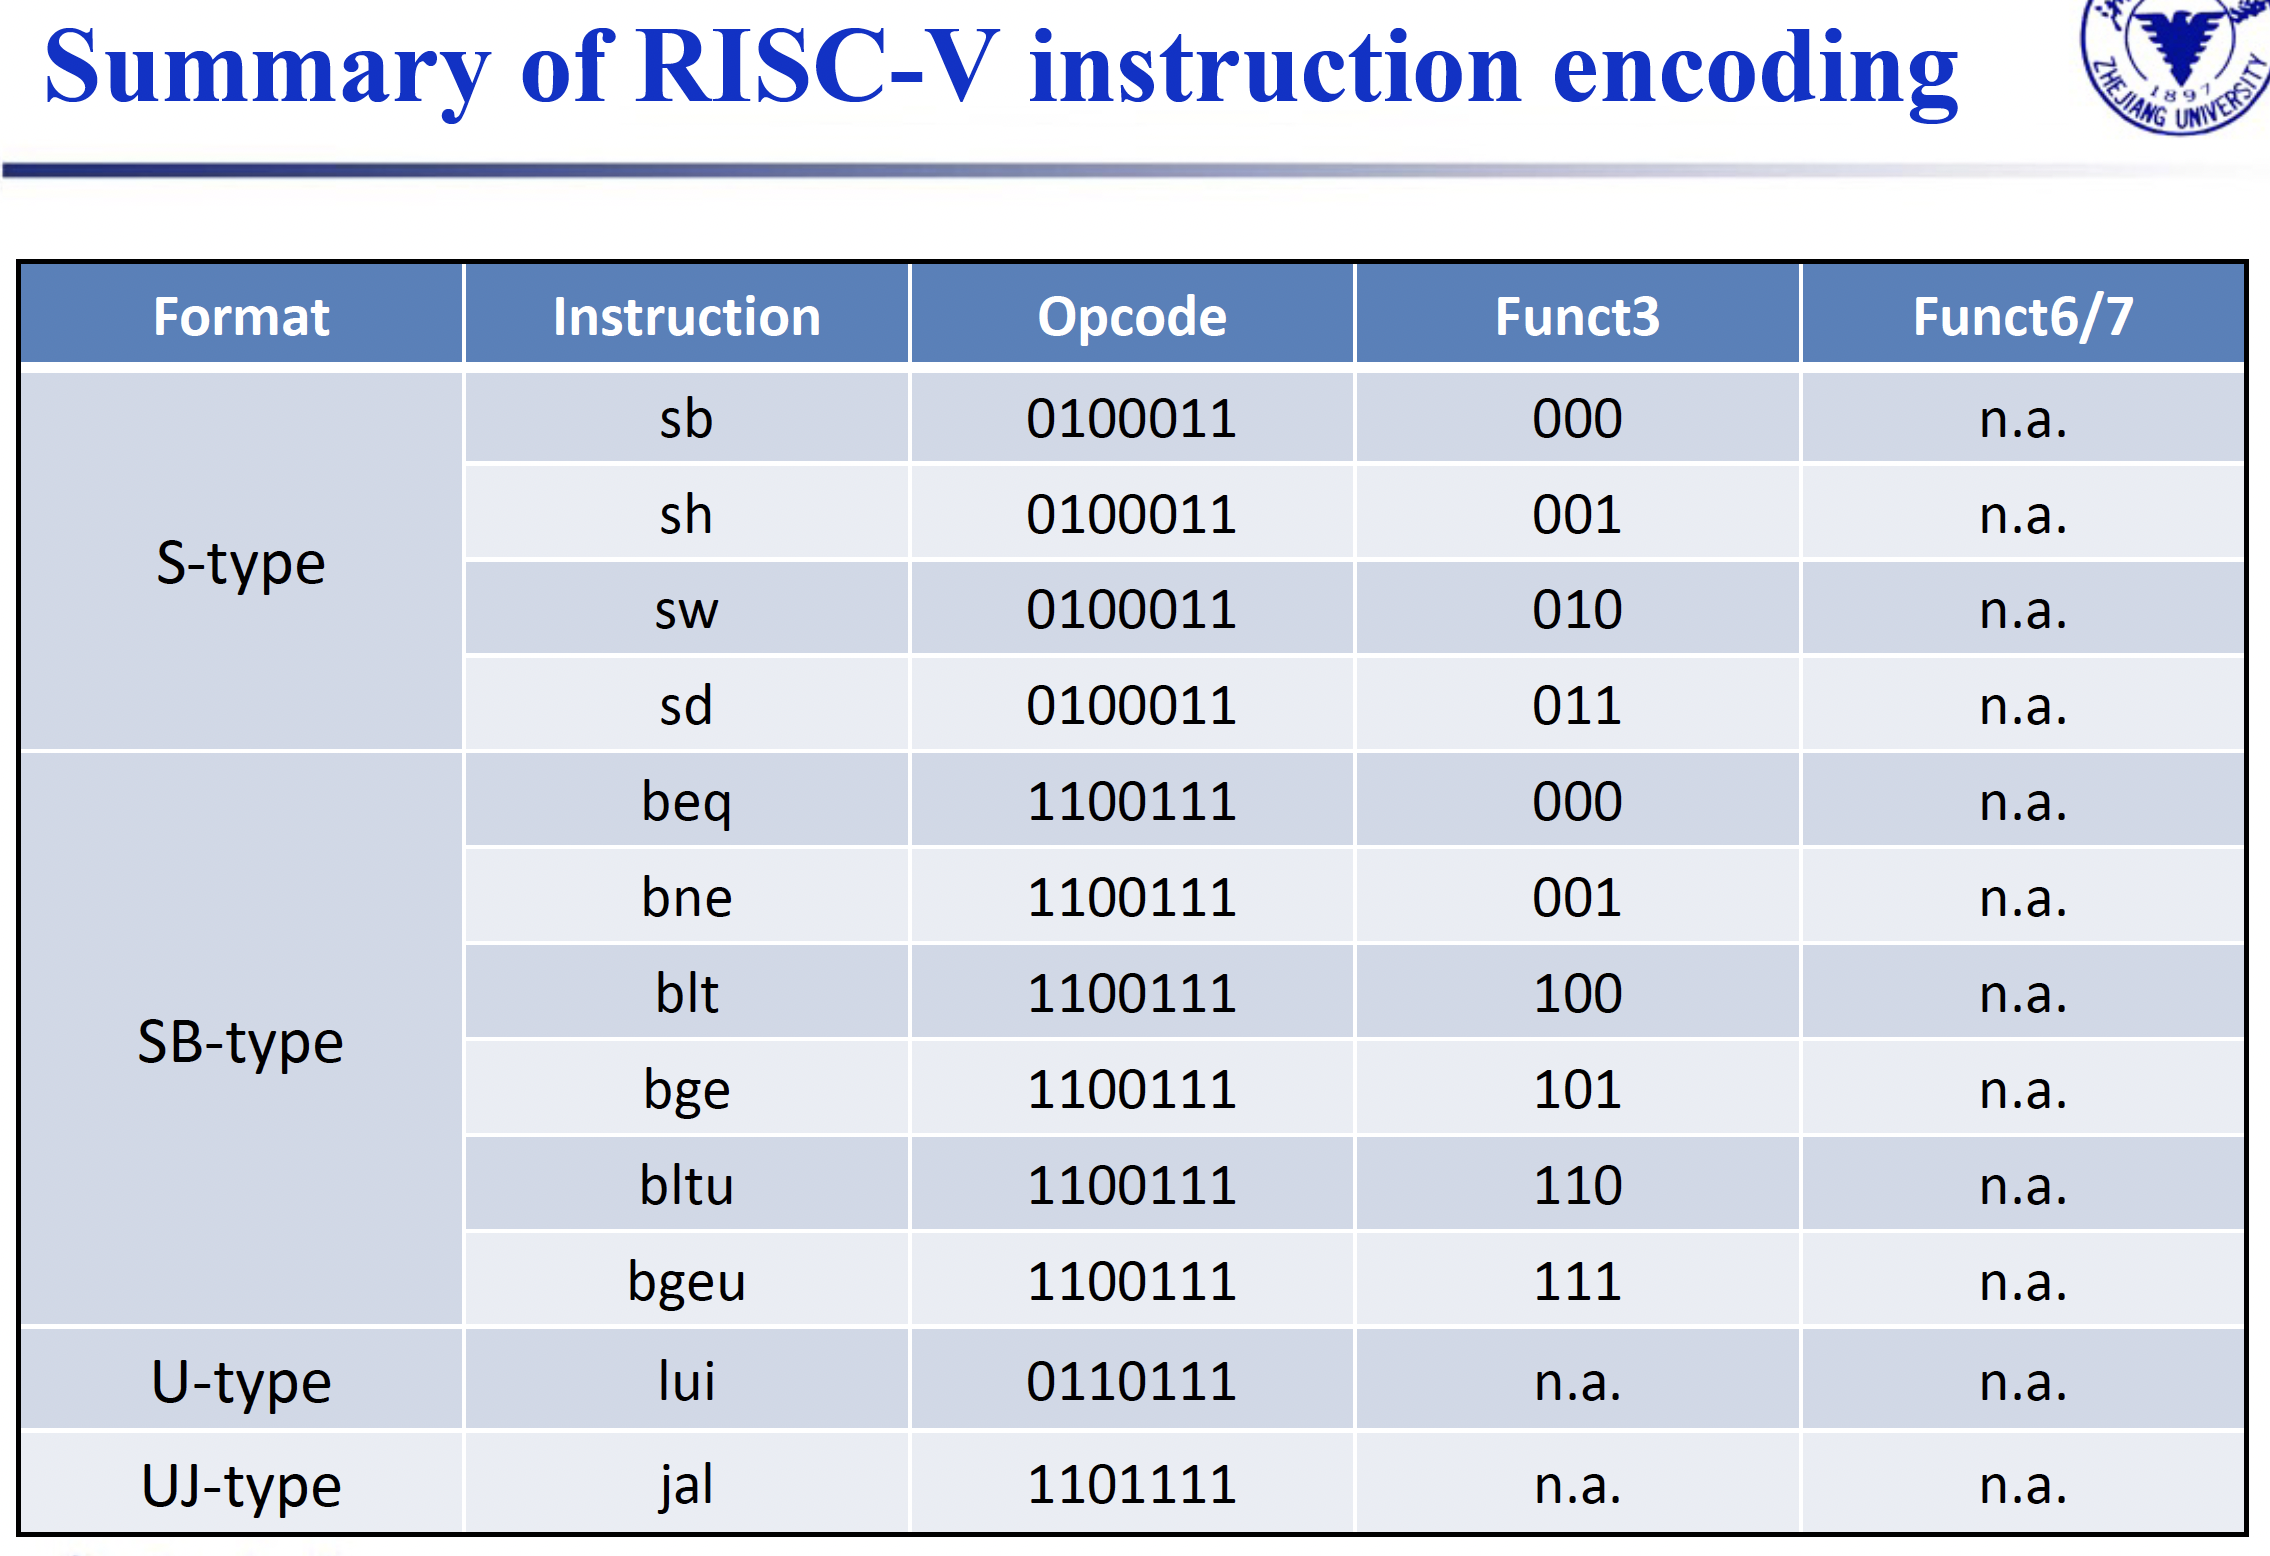 Summary of RISC-V instruction encoding
ZHEJIANG UNIVERSITY
1897
Format Instruction Opcode Funct3 Funct6/7
S-type
sb 0100011 000 n.a.
sh 0100011 001 n.a.
sw 0100011 010 n.a.
sd 0100011 011 n.a.
SB-type
beq 1100111 000 n.a.
bne 1100111 001 n.a.
blt 1100111 100 n.a.
bge 1100111 101 n.a.
bltu 1100111 110 n.a.
bgeu 1100111 111 n.a.
U-type lui 0110111 n.a. n.a.
UJ-type jal 1101111 n.a. n.a.